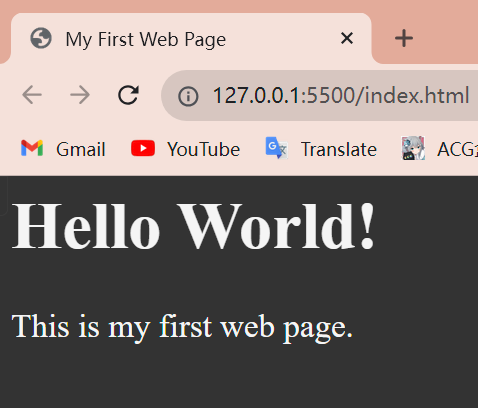 My First Web Page
127.0.0.1:5500/index.html
Gmail YouTube Translate ACG
Hello World!
This is my first web page.